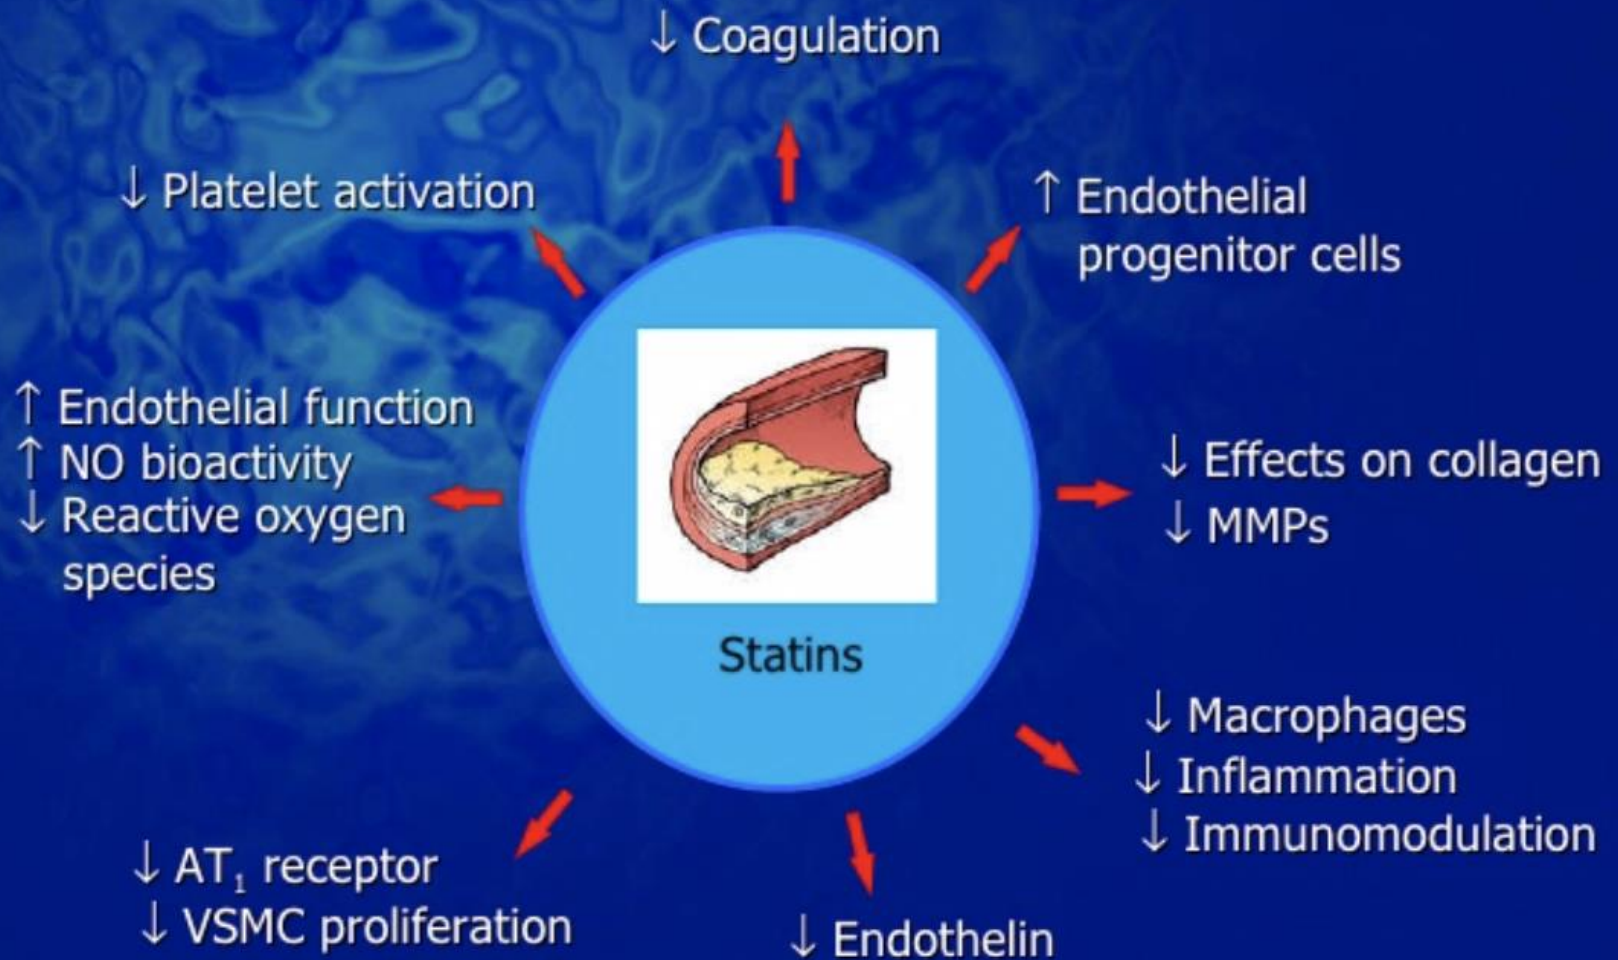 ↓ Coagulation
↓ Platelet activation
↑ Endothelial
progenitor cells
↑ Endothelial function
↑ NO bioactivity
↓ Reactive oxygen
species
↓ Effects on collagen
↓ MMPs
Statins
↓ Macrophages
↓ Inflammation
↓ Immunomodulation
↓ AT₁ receptor
↓ VSMC proliferation
↓ Endothelin